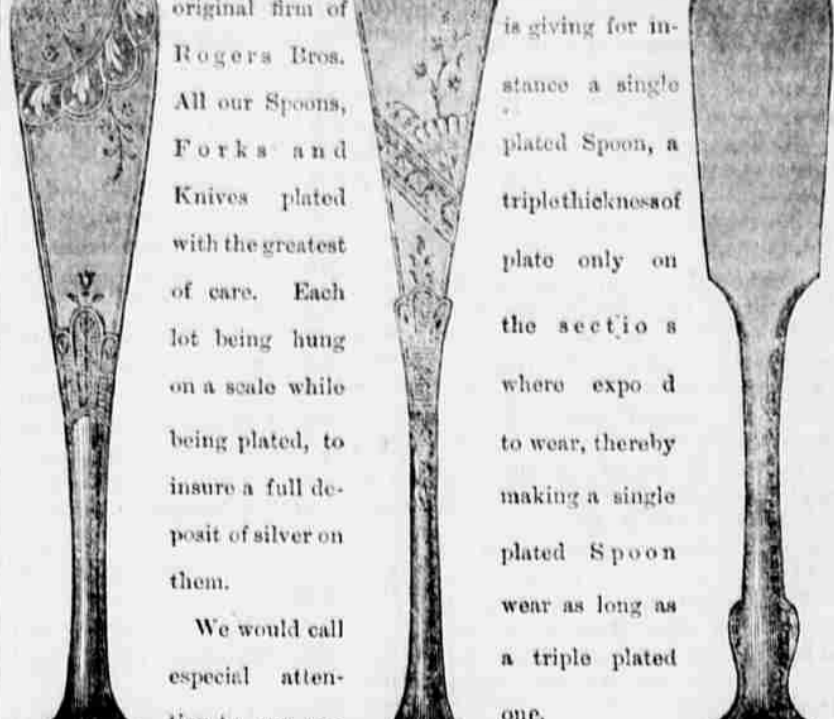 original firm of
Rogers Bros.
All our Spoons,
Forks and
Knives plated
with the greatest
of care. Each
lot being hung
on a scale while
being plated, to
insure a full de-
posit of silver on
them.
We would call
especial atten-
is giving for in-
stance a single
plated Spoon, a
triple thickness of
plate only on
the sectio s
where expo d
to wear, thereby
making a single
plated Spoon
wear as long as
a triple plated
one.